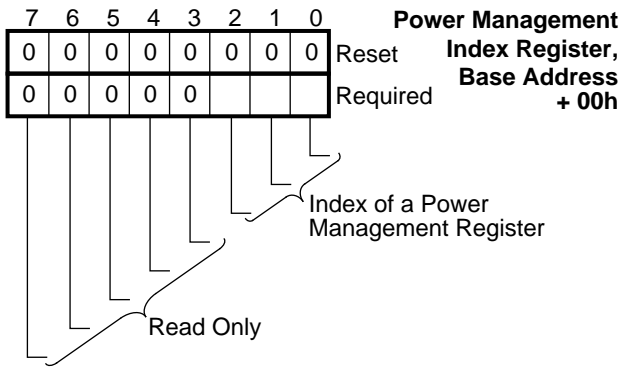 7 6 5 4 3 2 1 0
Power Management
Index Register,
Base Address
+ 00h
0 0 0 0 0 0 0 0 Reset
0 0 0 0 0 Required
Index of a Power
Management Register
Read Only